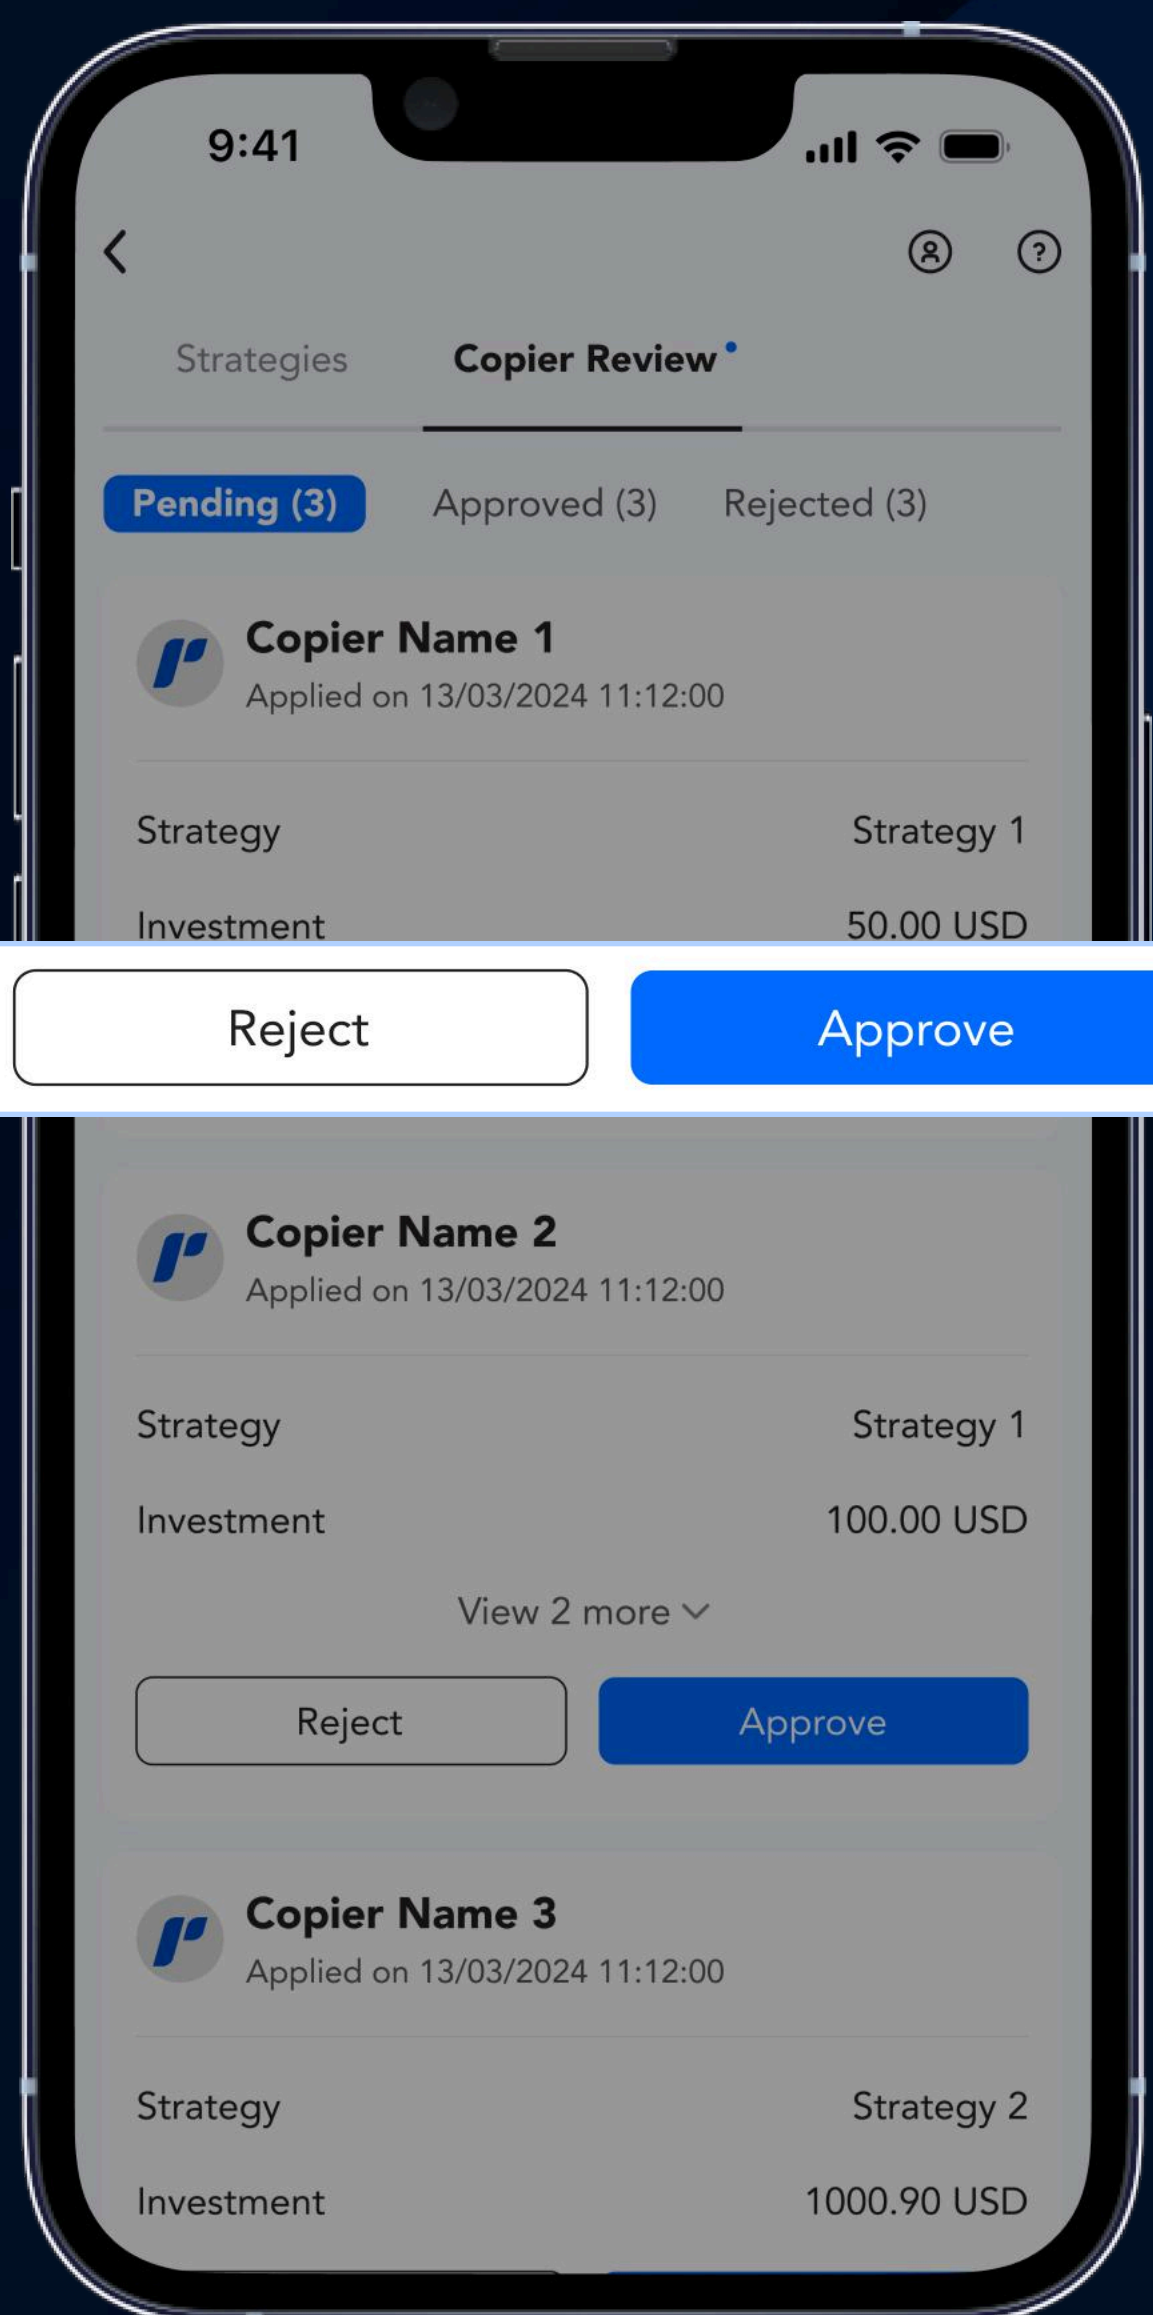 9:41
Strategies Copier Review
Pending (3) Approved (3) Rejected (3)
Copier Name 1
Applied on 13/03/2024 11:12:00
Strategy Strategy 1
Investment 50.00 USD
Reject Approve
Copier Name 2
Applied on 13/03/2024 11:12:00
Strategy Strategy 1
Investment 100.00 USD
View 2 more
Reject Approve
Copier Name 3
Applied on 13/03/2024 11:12:00
Strategy Strategy 2
Investment 1000.90 USD